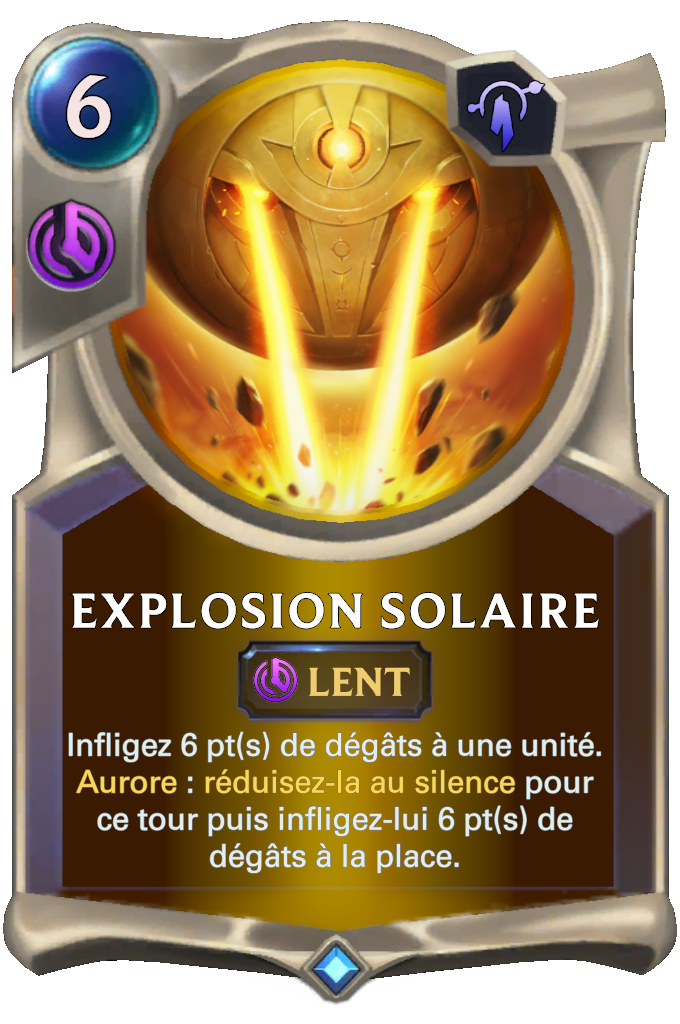 6
EXPLOSION SOLAIRE
LENT
Infligez 6 pt(s) de dégâts à une unité.
Aurore : réduisez-la au silence pour
ce tour puis infligez-lui 6 pt(s) de
dégâts à la place.